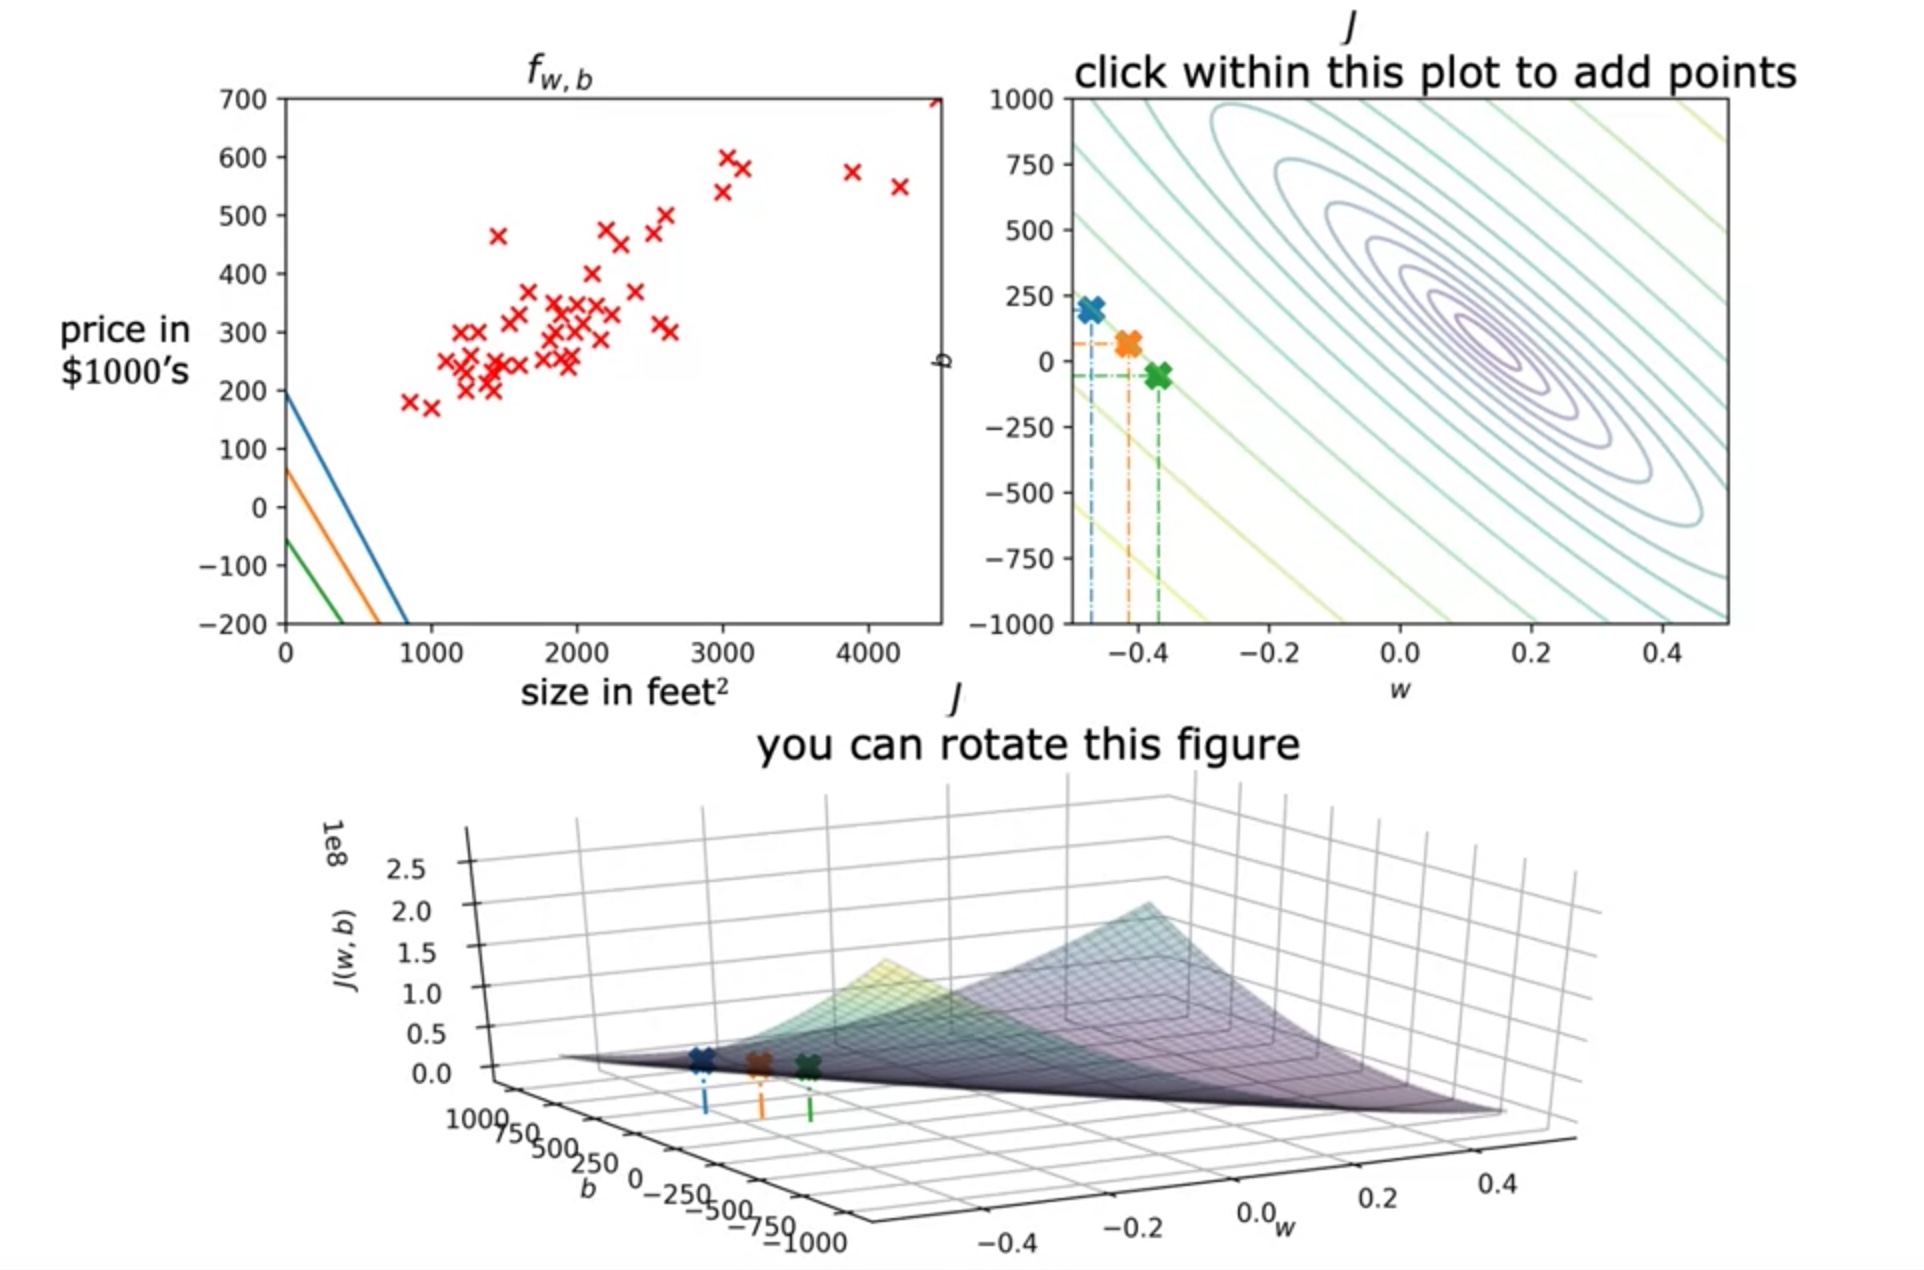 f w, b
700
600
500
400
300
200
100
0
−100
−200
0 1000 2000 3000 4000
price in
$1000’s
size in feet²
J
click within this plot to add points
1000
750
500
250
0
−250
−500
−750
−1000
b
−0.4 −0.2 0.0 0.2 0.4
w
J
you can rotate this figure
1e8
J(w,b)
2.5
2.0
1.5
1.0
0.5
0.0
1000
750
500
250
0
−250
−500
−750
−1000
b
−0.4 −0.2 0.0 0.2 0.4
w